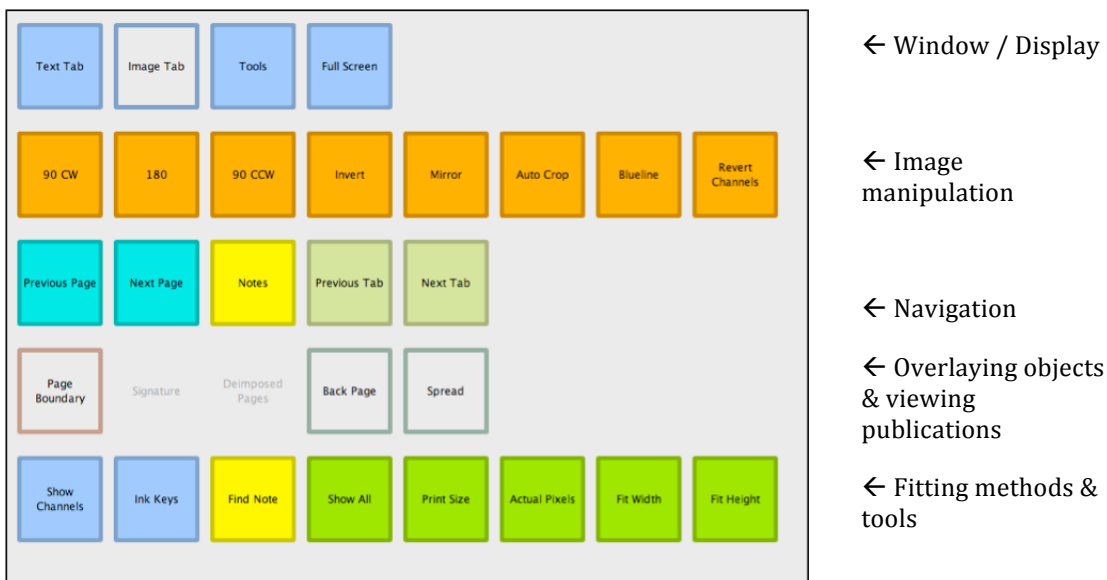 Text Tab
Image Tab
Tools
Full Screen
← Window / Display
90 CW
180
90 CCW
Invert
Mirror
Auto Crop
Blueline
Revert
Channels
← Image
manipulation
Previous Page
Next Page
Notes
Previous Tab
Next Tab
← Navigation
Page
Boundary
Signature
Deimposed
Pages
Back Page
Spread
← Overlaying objects
& viewing
publications
Show
Channels
Ink Keys
Find Note
Show All
Print Size
Actual Pixels
Fit Width
Fit Height
← Fitting methods &
tools